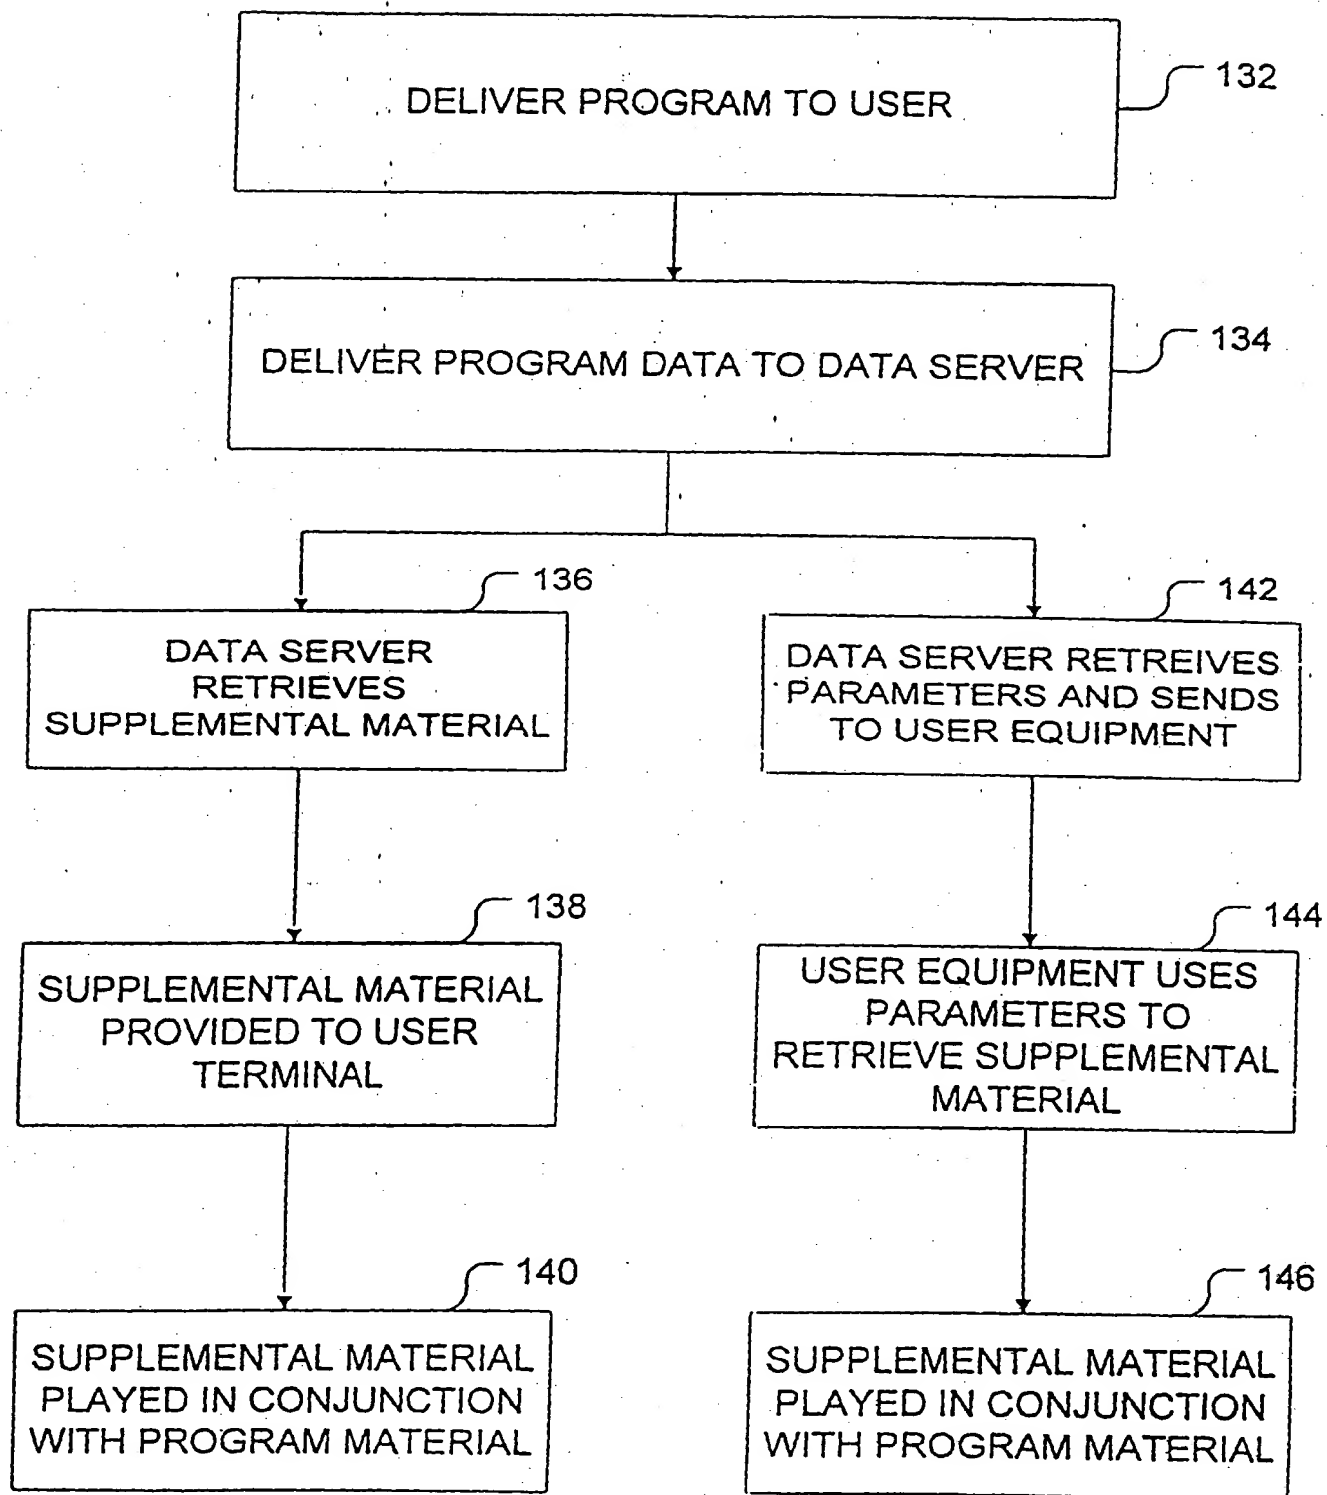 DELIVER PROGRAM TO USER
132
DELIVER PROGRAM DATA TO DATA SERVER
134
136
DATA SERVER
RETRIEVES
SUPPLEMENTAL MATERIAL
142
DATA SERVER RETREIVES
PARAMETERS AND SENDS
TO USER EQUIPMENT
138
SUPPLEMENTAL MATERIAL
PROVIDED TO USER
TERMINAL
144
USER EQUIPMENT USES
PARAMETERS TO
RETRIEVE SUPPLEMENTAL
MATERIAL
140
SUPPLEMENTAL MATERIAL
PLAYED IN CONJUNCTION
WITH PROGRAM MATERIAL
146
SUPPLEMENTAL MATERIAL
PLAYED IN CONJUNCTION
WITH PROGRAM MATERIAL